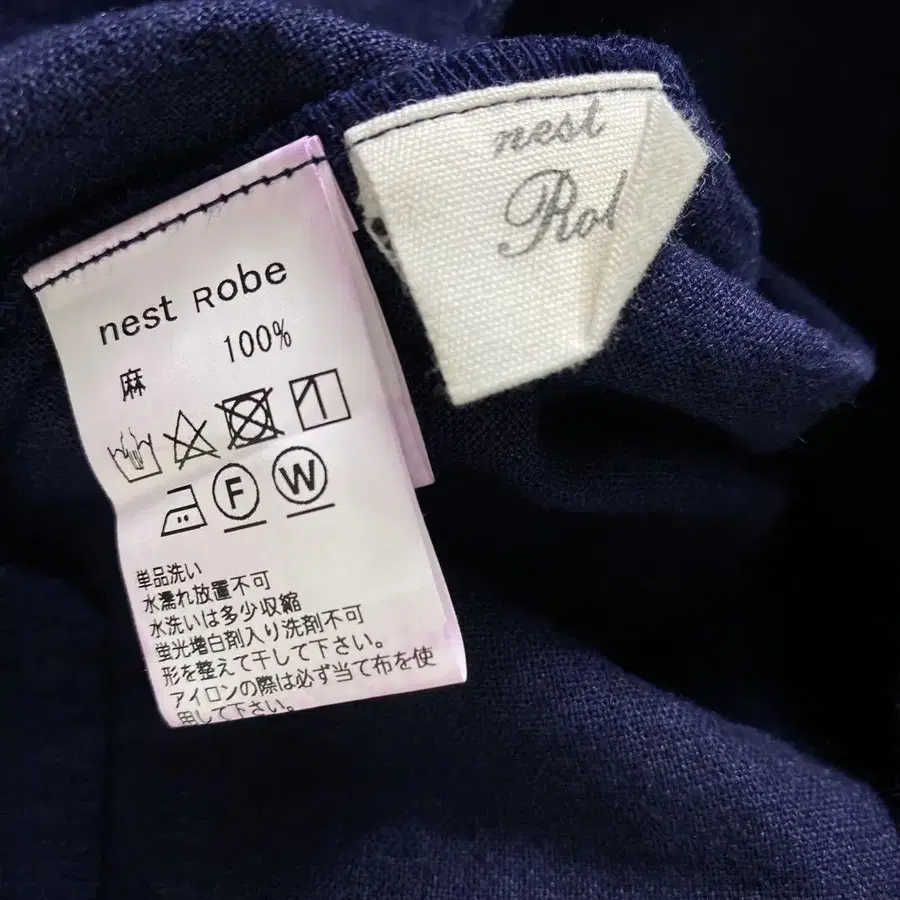 nest Robe
麻 100%
F W
単品洗い
水濡れ放置不可
水洗いは多少収縮
蛍光増白剤入り洗剤不可
形を整えて干して下さい。
アイロンの際は必ず当て布を使
用して下さい。
nest
Rob